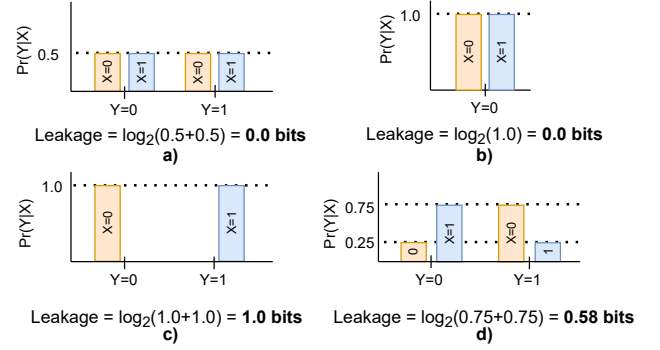 Pr(Y|X)
0.5
X=0
X=1
X=0
X=1
Y=0
Y=1
Leakage = log₂(0.5+0.5) = 0.0 bits
a)
Pr(Y|X)
1.0
X=0
X=1
Y=0
Leakage = log₂(1.0) = 0.0 bits
b)
Pr(Y|X)
1.0
X=0
X=1
Y=0
Y=1
Leakage = log₂(1.0+1.0) = 1.0 bits
c)
Pr(Y|X)
0.75
0.25
0
X=1
X=0
1
Y=0
Y=1
Leakage = log₂(0.75+0.75) = 0.58 bits
d)